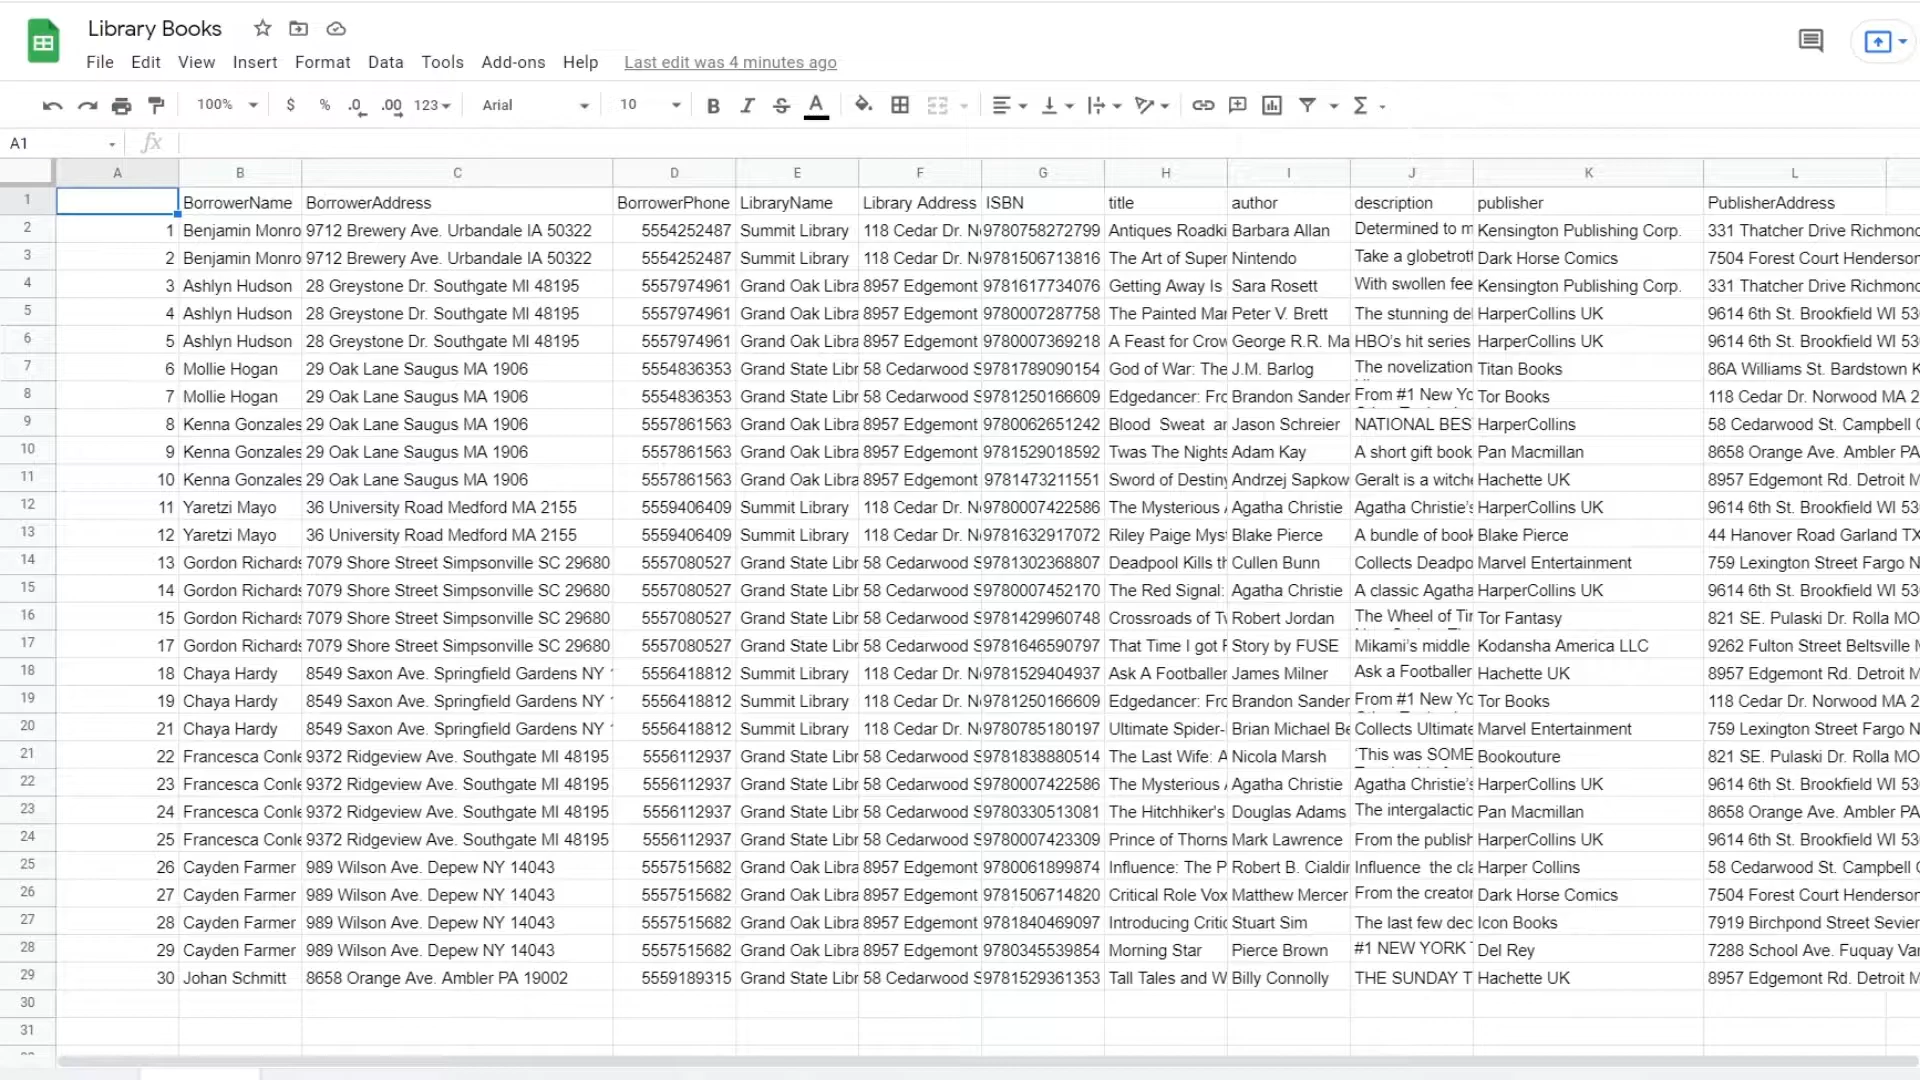 Library Books
File Edit View Insert Format Data Tools Add-ons Help Last edit was 4 minutes ago
100% $ % .0 .00 123 Arial 10 B I S A Σ
A1 fx
A B C D E F G H I J K L
1 BorrowerName BorrowerAddress BorrowerPhone LibraryName Library Address ISBN title author description publisher PublisherAddress
2 1 Benjamin Monro 9712 Brewery Ave. Urbandale IA 50322 5554252487 Summit Library 118 Cedar Dr. No 9780758272799 Antiques Roadki Barbara Allan Determined to m Kensington Publishing Corp. 331 Thatcher Drive Richmond
3 2 Benjamin Monro 9712 Brewery Ave. Urbandale IA 50322 5554252487 Summit Library 118 Cedar Dr. No 9781506713816 The Art of Super Nintendo Take a globetrott Dark Horse Comics 7504 Forest Court Henderson
4 3 Ashlyn Hudson 28 Greystone Dr. Southgate MI 48195 5557974961 Grand Oak Libra 8957 Edgemont 9781617734076 Getting Away Is Sara Rosett With swollen fee Kensington Publishing Corp. 331 Thatcher Drive Richmond
5 4 Ashlyn Hudson 28 Greystone Dr. Southgate MI 48195 5557974961 Grand Oak Libra 8957 Edgemont 9780007287758 The Painted Mar Peter V. Brett The stunning de HarperCollins UK 9614 6th St. Brookfield WI 53
6 5 Ashlyn Hudson 28 Greystone Dr. Southgate MI 48195 5557974961 Grand Oak Libra 8957 Edgemont 9780007369218 A Feast for Crow George R.R. Ma HBO's hit series HarperCollins UK 9614 6th St. Brookfield WI 53
7 6 Mollie Hogan 29 Oak Lane Saugus MA 1906 5554836353 Grand State Libr 58 Cedarwood S 9781789090154 God of War: The J.M. Barlog The novelization Titan Books 86A Williams St. Bardstown K
8 7 Mollie Hogan 29 Oak Lane Saugus MA 1906 5554836353 Grand State Libr 58 Cedarwood S 9781250166609 Edgedancer: Fro Brandon Sander From #1 New Yo Tor Books 118 Cedar Dr. Norwood MA 2
9 8 Kenna Gonzales 29 Oak Lane Saugus MA 1906 5557861563 Grand Oak Libra 8957 Edgemont 9780062651242 Blood Sweat ar Jason Schreier NATIONAL BES HarperCollins 58 Cedarwood St. Campbell C
10 9 Kenna Gonzales 29 Oak Lane Saugus MA 1906 5557861563 Grand Oak Libra 8957 Edgemont 9781529018592 Twas The Nights Adam Kay A short gift book Pan Macmillan 8658 Orange Ave. Ambler PA
11 10 Kenna Gonzales 29 Oak Lane Saugus MA 1906 5557861563 Grand Oak Libra 8957 Edgemont 9781473211551 Sword of Destiny Andrzej Sapkow Geralt is a witche Hachette UK 8957 Edgemont Rd. Detroit M
12 11 Yaretzi Mayo 36 University Road Medford MA 2155 5559406409 Summit Library 118 Cedar Dr. No 9780007422586 The Mysterious A Agatha Christie Agatha Christie's HarperCollins UK 9614 6th St. Brookfield WI 53
13 12 Yaretzi Mayo 36 University Road Medford MA 2155 5559406409 Summit Library 118 Cedar Dr. No 9781632917072 Riley Paige Mys Blake Pierce A bundle of book Blake Pierce 44 Hanover Road Garland TX
14 13 Gordon Richards 7079 Shore Street Simpsonville SC 29680 5557080527 Grand State Libr 58 Cedarwood S 9781302368807 Deadpool Kills th Cullen Bunn Collects Deadpo Marvel Entertainment 759 Lexington Street Fargo N
15 14 Gordon Richards 7079 Shore Street Simpsonville SC 29680 5557080527 Grand State Libr 58 Cedarwood S 9780007452170 The Red Signal: Agatha Christie A classic Agatha HarperCollins UK 9614 6th St. Brookfield WI 53
16 15 Gordon Richards 7079 Shore Street Simpsonville SC 29680 5557080527 Grand State Libr 58 Cedarwood S 9781429960748 Crossroads of Tw Robert Jordan The Wheel of Tir Tor Fantasy 821 SE. Pulaski Dr. Rolla MO
17 16 Gordon Richards 7079 Shore Street Simpsonville SC 29680 5557080527 Grand State Libr 58 Cedarwood S 9781646590797 That Time I got F Story by FUSE Mikami's middle Kodansha America LLC 9262 Fulton Street Beltsville M
18 18 Chaya Hardy 8549 Saxon Ave. Springfield Gardens NY 5556418812 Summit Library 118 Cedar Dr. No 9781529404937 Ask A Footballer James Milner Ask a Footballer Hachette UK 8957 Edgemont Rd. Detroit M
19 19 Chaya Hardy 8549 Saxon Ave. Springfield Gardens NY 5556418812 Summit Library 118 Cedar Dr. No 9781250166609 Edgedancer: Fro Brandon Sander From #1 New Yo Tor Books 118 Cedar Dr. Norwood MA 2
20 21 Chaya Hardy 8549 Saxon Ave. Springfield Gardens NY 5556418812 Summit Library 118 Cedar Dr. No 9780785180197 Ultimate Spider- Brian Michael Be Collects Ultimate Marvel Entertainment 759 Lexington Street Fargo N
21 22 Francesca Conle 9372 Ridgeview Ave. Southgate MI 48195 5556112937 Grand State Libr 58 Cedarwood S 9781838880514 The Last Wife: A Nicola Marsh 'This was SOME Bookouture 821 SE. Pulaski Dr. Rolla MO
22 23 Francesca Conle 9372 Ridgeview Ave. Southgate MI 48195 5556112937 Grand State Libr 58 Cedarwood S 9780007422586 The Mysterious A Agatha Christie Agatha Christie's HarperCollins UK 9614 6th St. Brookfield WI 53
23 24 Francesca Conle 9372 Ridgeview Ave. Southgate MI 48195 5556112937 Grand State Libr 58 Cedarwood S 9780330513081 The Hitchhiker's Douglas Adams The intergalactic Pan Macmillan 8658 Orange Ave. Ambler PA
24 25 Francesca Conle 9372 Ridgeview Ave. Southgate MI 48195 5556112937 Grand State Libr 58 Cedarwood S 9780007423309 Prince of Thorns Mark Lawrence From the publish HarperCollins UK 9614 6th St. Brookfield WI 53
25 26 Cayden Farmer 989 Wilson Ave. Depew NY 14043 5557515682 Grand Oak Libra 8957 Edgemont 9780061899874 Influence: The P Robert B. Cialdir Influence the cla Harper Collins 58 Cedarwood St. Campbell C
26 27 Cayden Farmer 989 Wilson Ave. Depew NY 14043 5557515682 Grand Oak Libra 8957 Edgemont 9781506714820 Critical Role Vox Matthew Mercer From the creator Dark Horse Comics 7504 Forest Court Henderson
27 28 Cayden Farmer 989 Wilson Ave. Depew NY 14043 5557515682 Grand Oak Libra 8957 Edgemont 9781840469097 Introducing Critic Stuart Sim The last few dec Icon Books 7919 Birchpond Street Sevier
28 29 Cayden Farmer 989 Wilson Ave. Depew NY 14043 5557515682 Grand Oak Libra 8957 Edgemont 9780345539854 Morning Star Pierce Brown #1 NEW YORK Del Rey 7288 School Ave. Fuquay Var
29 30 Johan Schmitt 8658 Orange Ave. Ambler PA 19002 5559189315 Grand State Libr 58 Cedarwood S 9781529361353 Tall Tales and W Billy Connolly THE SUNDAY T Hachette UK 8957 Edgemont Rd. Detroit M
30
31